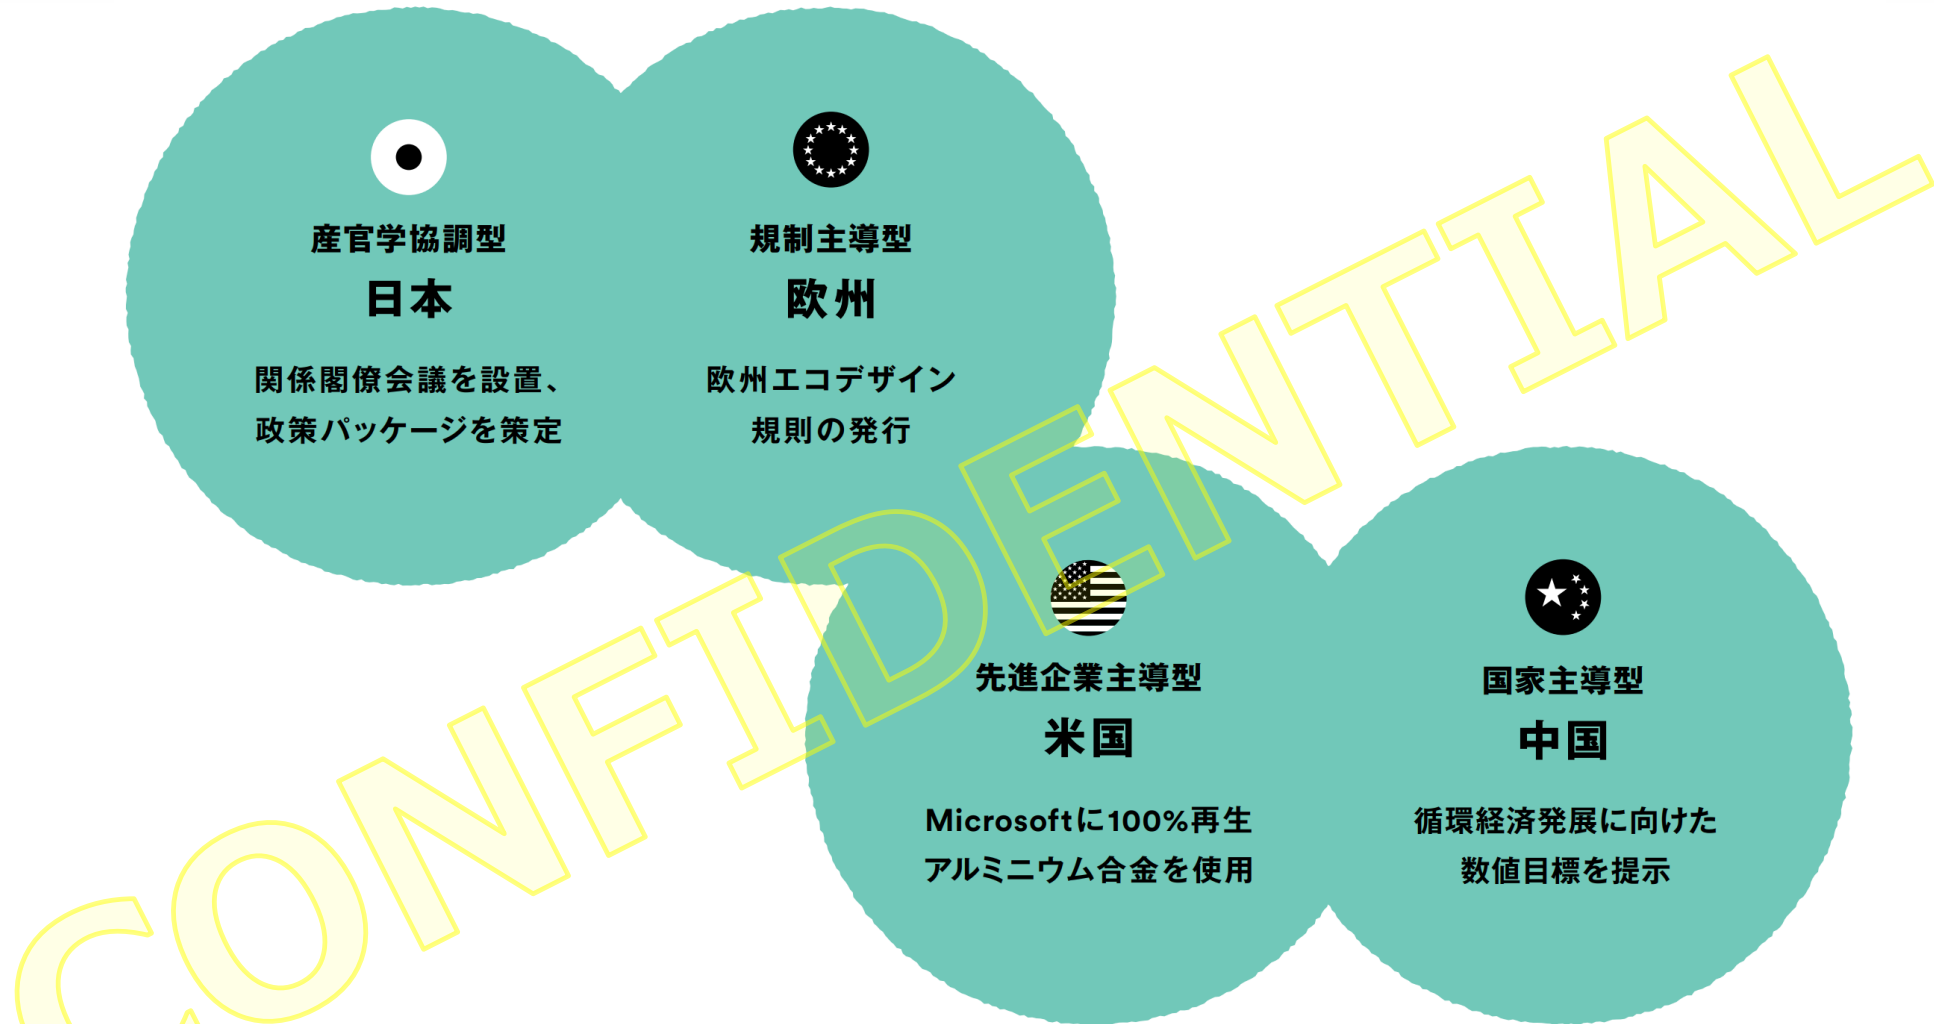 産官学協調型
日本
関係閣僚会議を設置、
政策パッケージを策定
規制主導型
欧州
欧州エコデザイン
規則の発行
先進企業主導型
米国
Microsoftに100%再生
アルミニウム合金を使用
国家主導型
中国
循環経済発展に向けた
数値目標を提示
CONFIDENTIAL